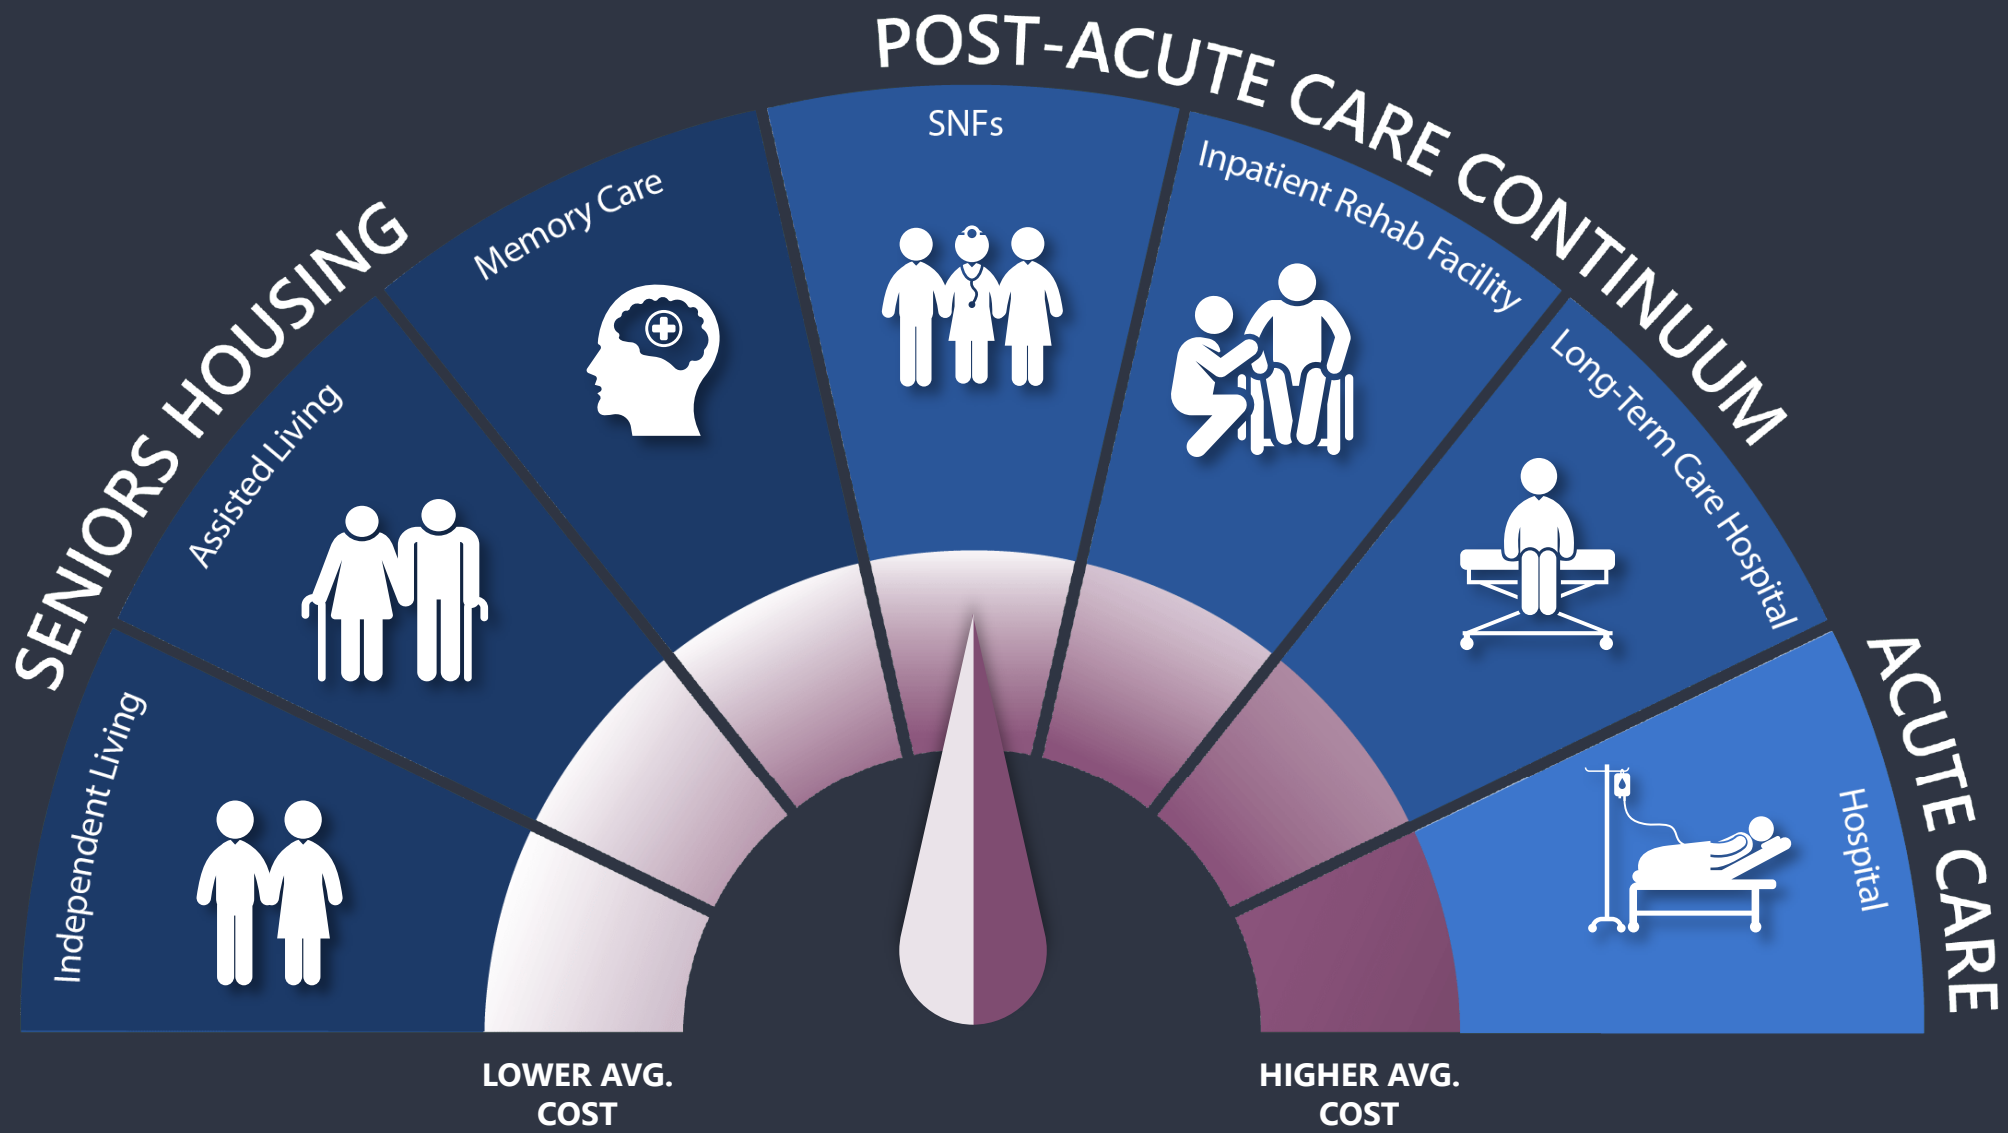 SENIORS HOUSING
Independent Living
Assisted Living
Memory Care
POST-ACUTE CARE CONTINUUM
SNFs
Inpatient Rehab Facility
Long-Term Care Hospital
ACUTE CARE
Hospital
LOWER AVG.
COST
HIGHER AVG.
COST